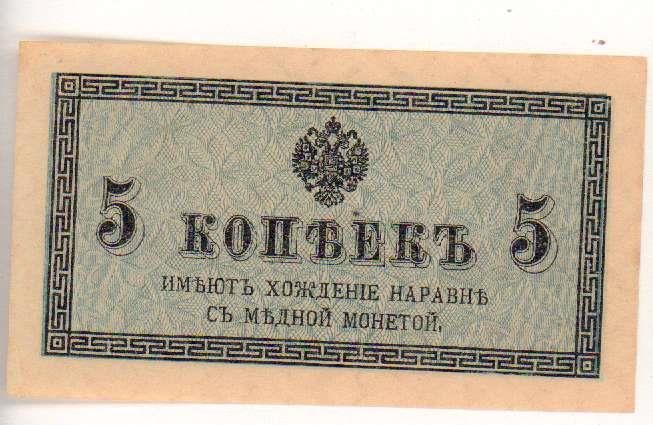 5 КОПѢЕКЪ 5
ИМѢЮТЪ ХОЖДЕНІЕ НАРАВНѢ
СЪ МѢДНОЙ МОНЕТОЙ.